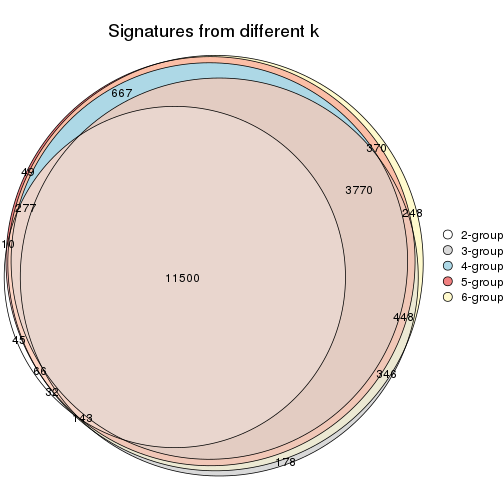 Signatures from different k
667
370
49
3770
277
248
10
2-group
3-group
4-group
11500
5-group
6-group
448
45
66
346
32
143
178